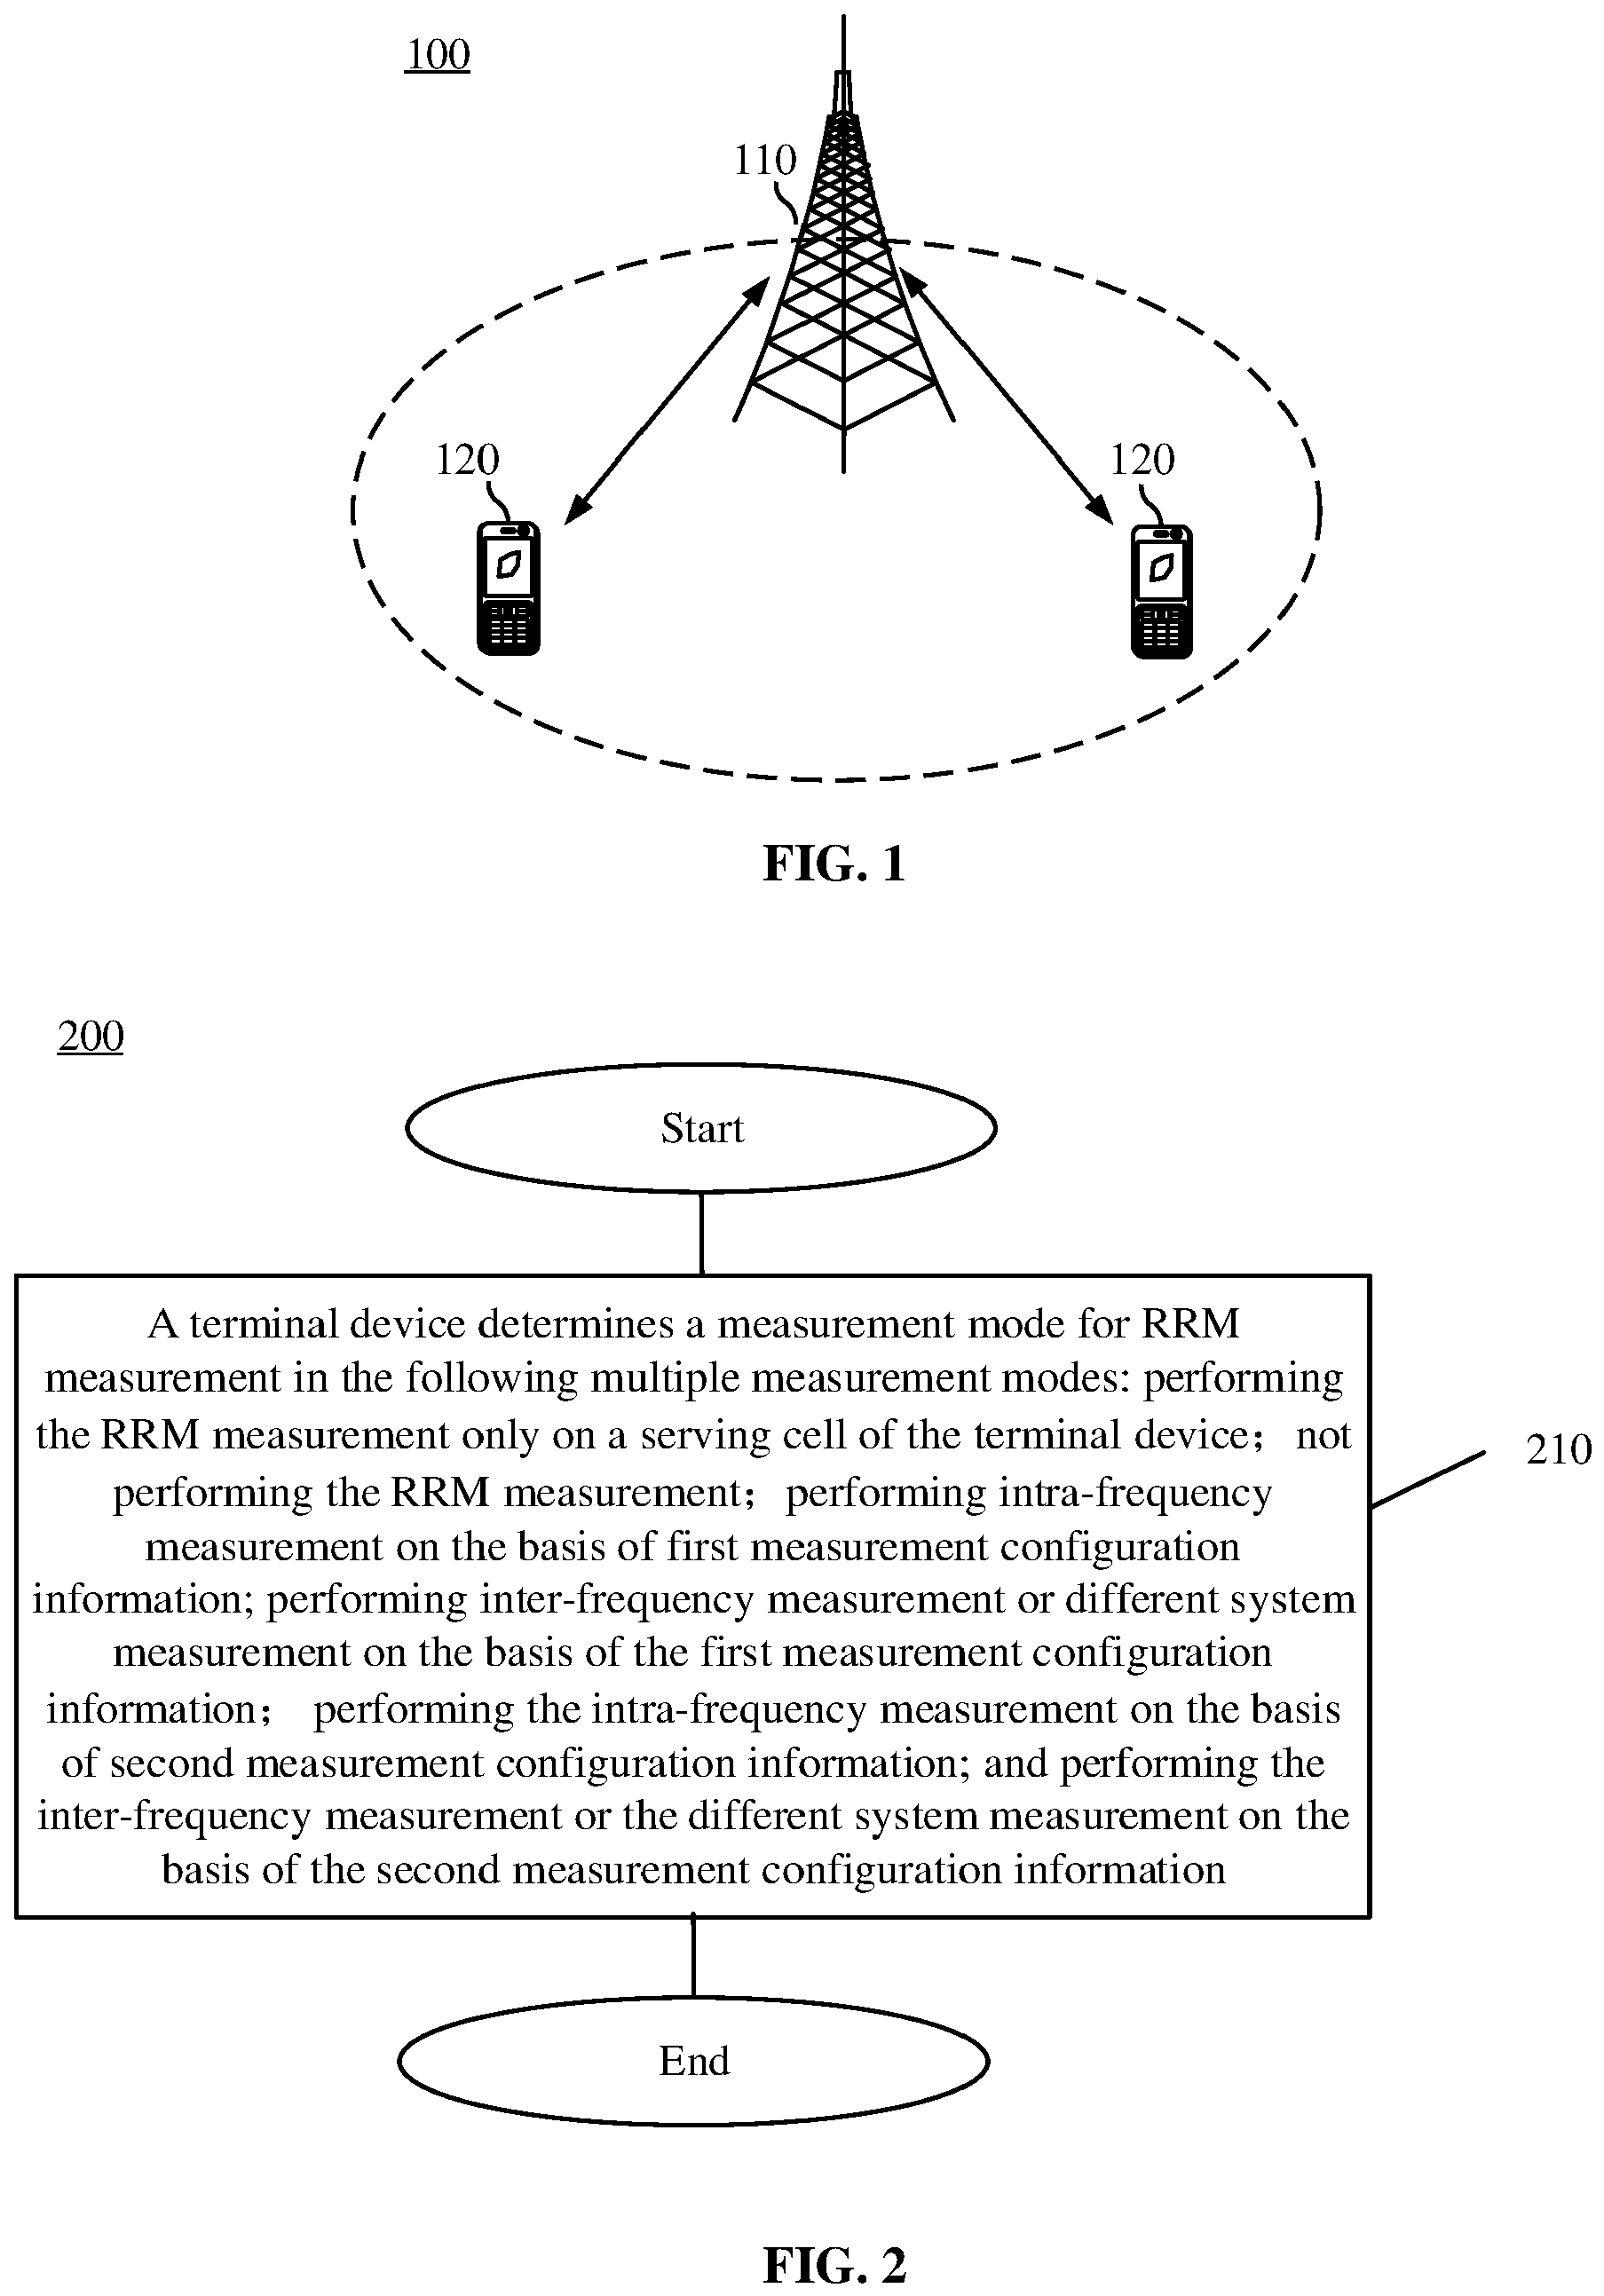 100
110
120
120
FIG. 1
200
Start
A terminal device determines a measurement mode for RRM
measurement in the following multiple measurement modes: performing
the RRM measurement only on a serving cell of the terminal device；not
performing the RRM measurement；performing intra-frequency
measurement on the basis of first measurement configuration
information; performing inter-frequency measurement or different system
measurement on the basis of the first measurement configuration
information； performing the intra-frequency measurement on the basis
of second measurement configuration information; and performing the
inter-frequency measurement or the different system measurement on the
basis of the second measurement configuration information
210
End
FIG. 2